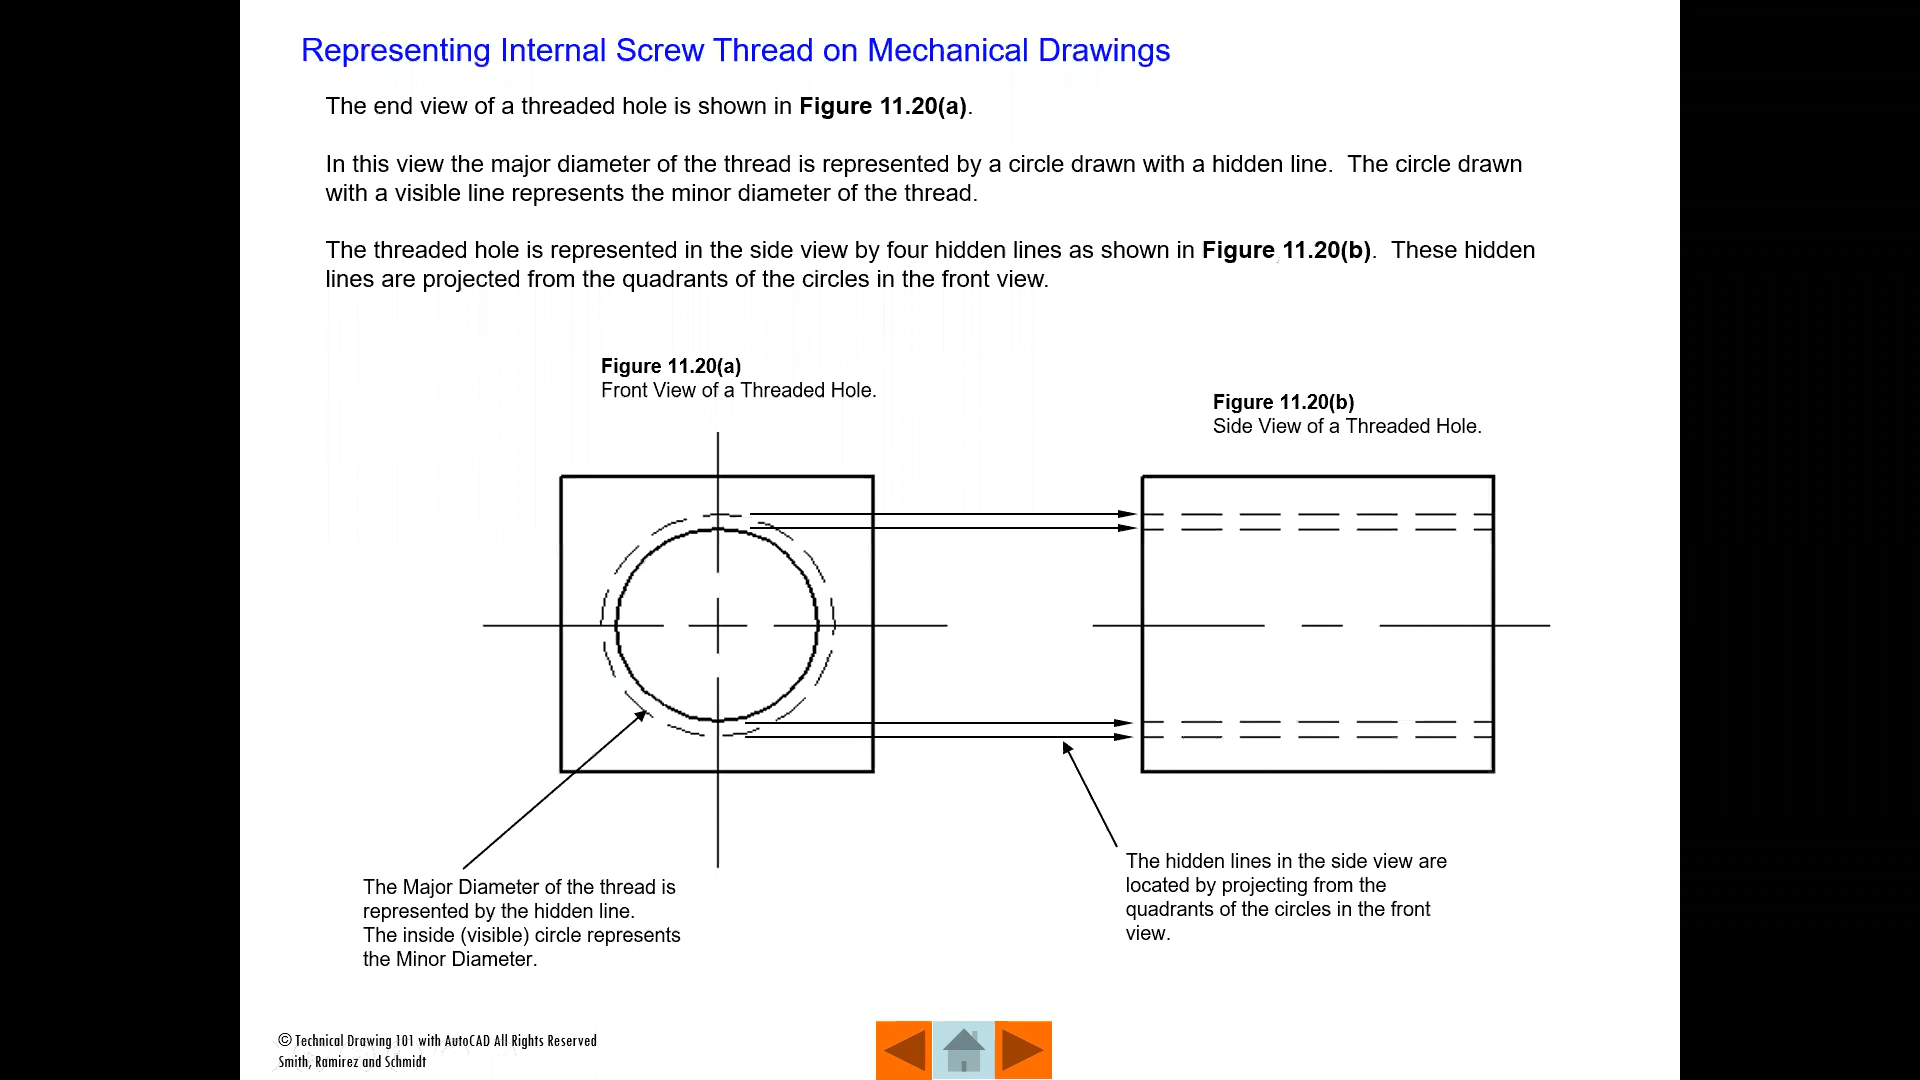 Representing Internal Screw Thread on Mechanical Drawings
The end view of a threaded hole is shown in Figure 11.20(a).
In this view the major diameter of the thread is represented by a circle drawn with a hidden line.  The circle drawn
with a visible line represents the minor diameter of the thread.
The threaded hole is represented in the side view by four hidden lines as shown in Figure 11.20(b).  These hidden
lines are projected from the quadrants of the circles in the front view.
Figure 11.20(a)
Front View of a Threaded Hole.
Figure 11.20(b)
Side View of a Threaded Hole.
The Major Diameter of the thread is
represented by the hidden line.
The inside (visible) circle represents
the Minor Diameter.
The hidden lines in the side view are
located by projecting from the
quadrants of the circles in the front
view.
© Technical Drawing 101 with AutoCAD All Rights Reserved
Smith, Ramirez and Schmidt